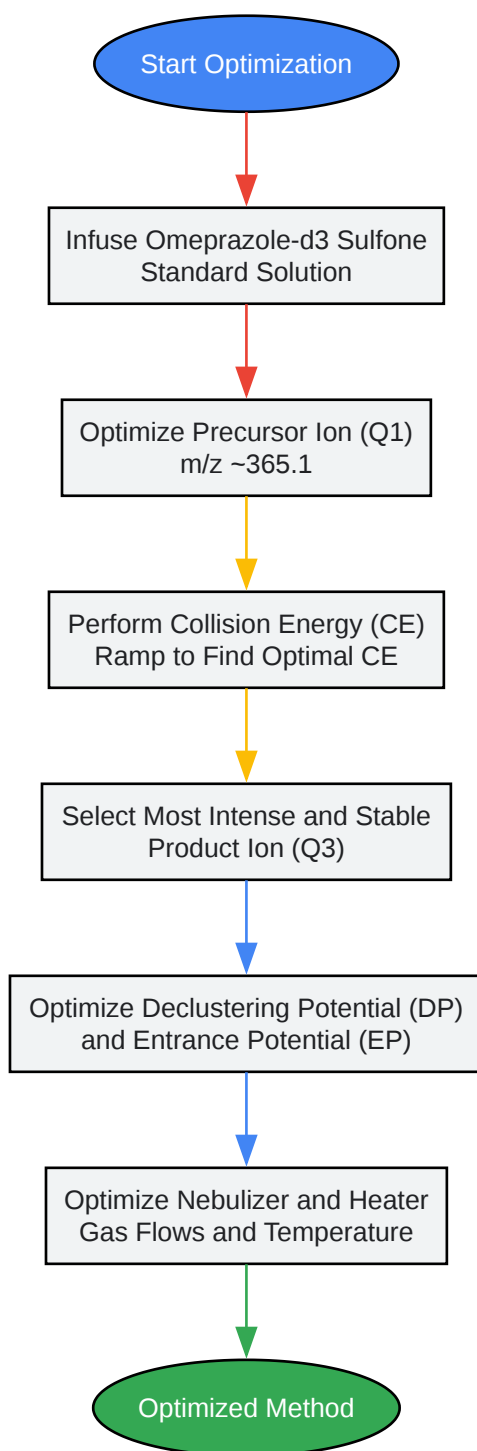 Start Optimization
Infuse Omeprazole-d3 Sulfone
Standard Solution
Optimize Precursor Ion (Q1)
m/z ~365.1
Perform Collision Energy (CE)
Ramp to Find Optimal CE
Select Most Intense and Stable
Product Ion (Q3)
Optimize Declustering Potential (DP)
and Entrance Potential (EP)
Optimize Nebulizer and Heater
Gas Flows and Temperature
Optimized Method